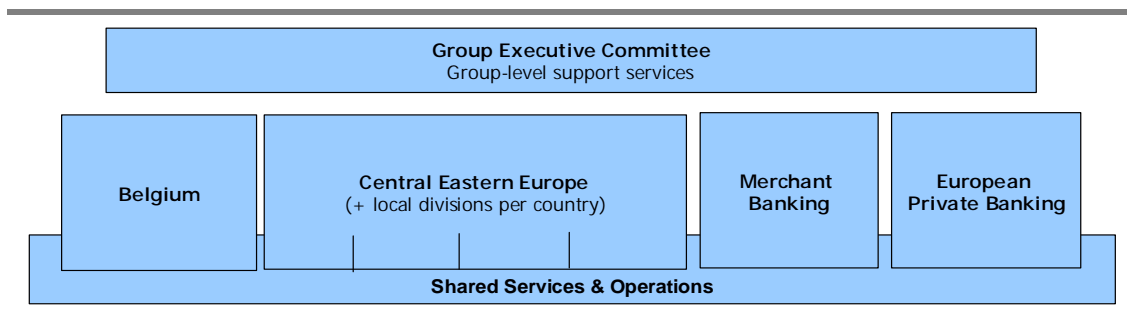 Group Executive Committee
Group-level support services
Belgium
Central Eastern Europe
(+ local divisions per country)
Merchant
Banking
European
Private Banking
Shared Services & Operations